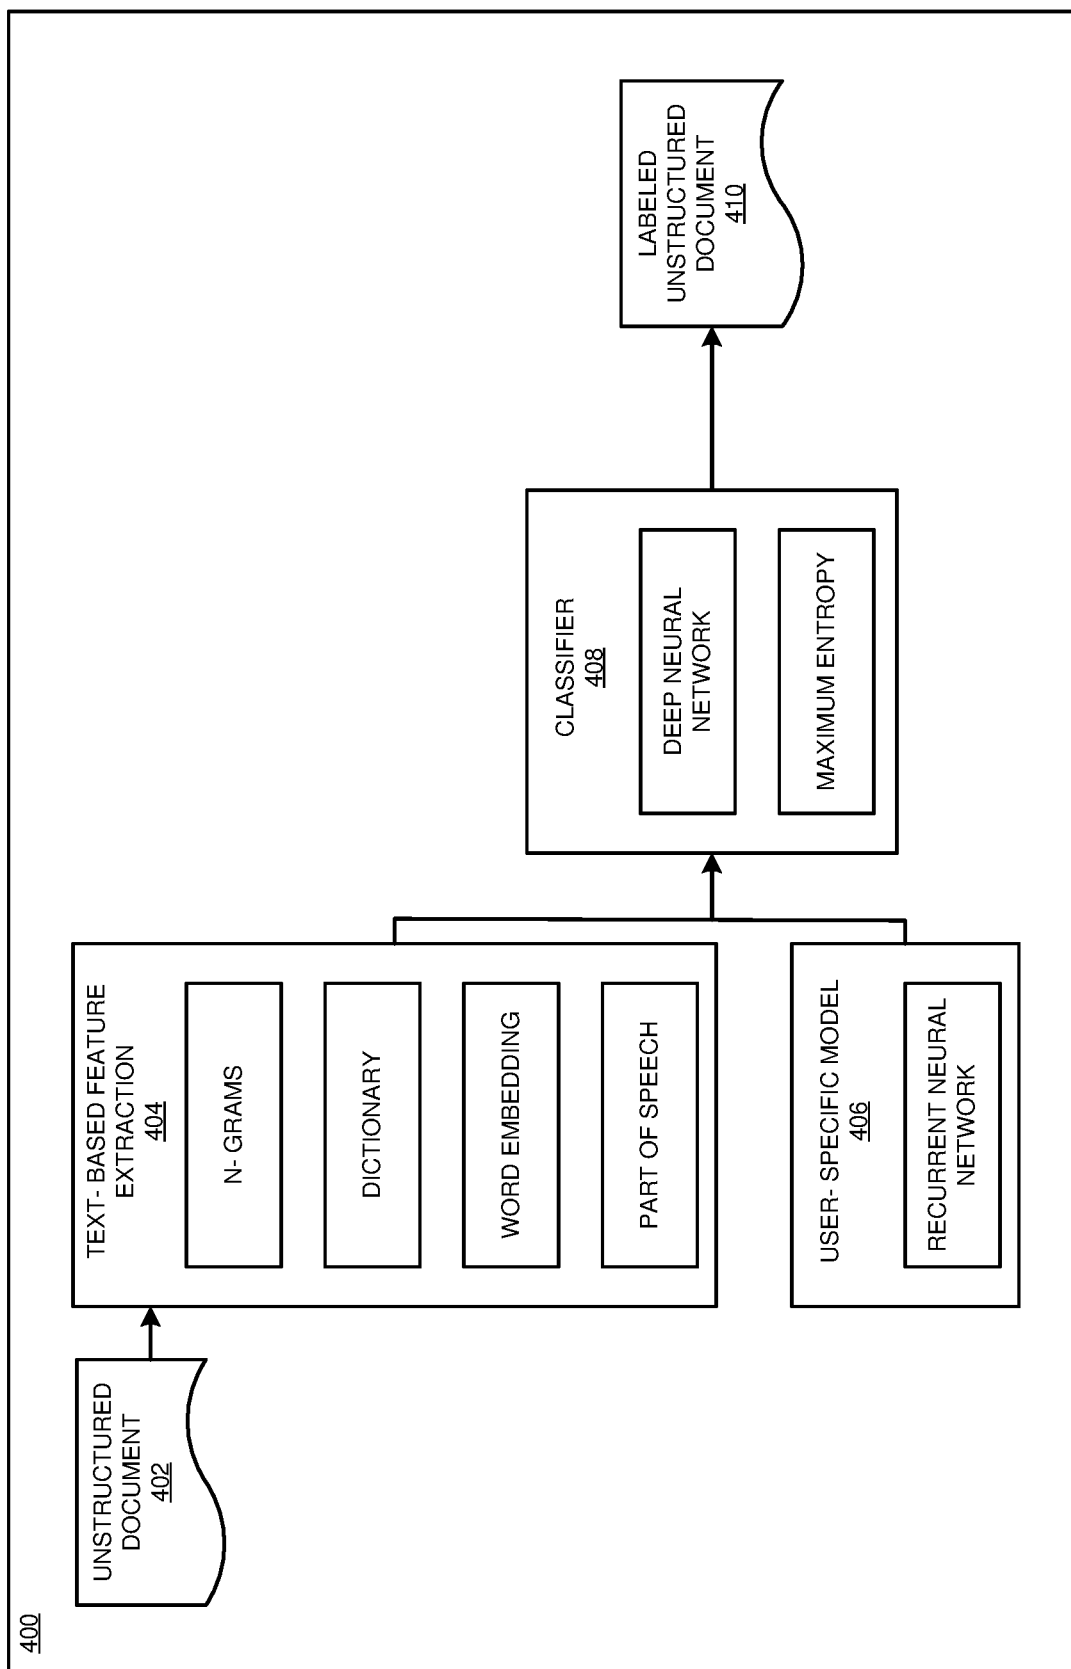 400
UNSTRUCTURED
DOCUMENT
402
TEXT- BASED FEATURE
EXTRACTION
404
N- GRAMS
DICTIONARY
WORD EMBEDDING
PART OF SPEECH
USER- SPECIFIC MODEL
406
RECURRENT NEURAL
NETWORK
CLASSIFIER
408
DEEP NEURAL
NETWORK
MAXIMUM ENTROPY
LABELED
UNSTRUCTURED
DOCUMENT
410